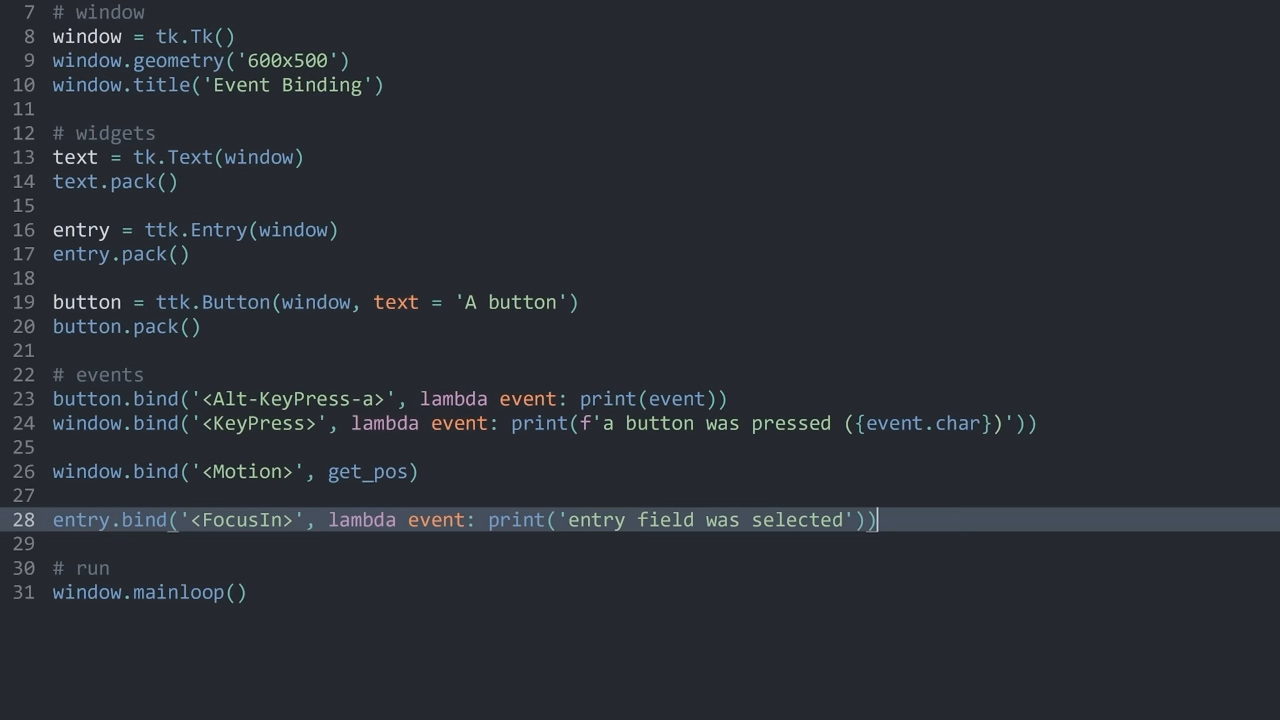 7 # window
8 window = tk.Tk()
9 window.geometry('600x500')
10 window.title('Event Binding')
11
12 # widgets
13 text = tk.Text(window)
14 text.pack()
15
16 entry = ttk.Entry(window)
17 entry.pack()
18
19 button = ttk.Button(window, text = 'A button')
20 button.pack()
21
22 # events
23 button.bind('<Alt-KeyPress-a>', lambda event: print(event))
24 window.bind('<KeyPress>', lambda event: print(f'a button was pressed ({event.char})'))
25
26 window.bind('<Motion>', get_pos)
27
28 entry.bind('<FocusIn>', lambda event: print('entry field was selected'))
29
30 # run
31 window.mainloop()